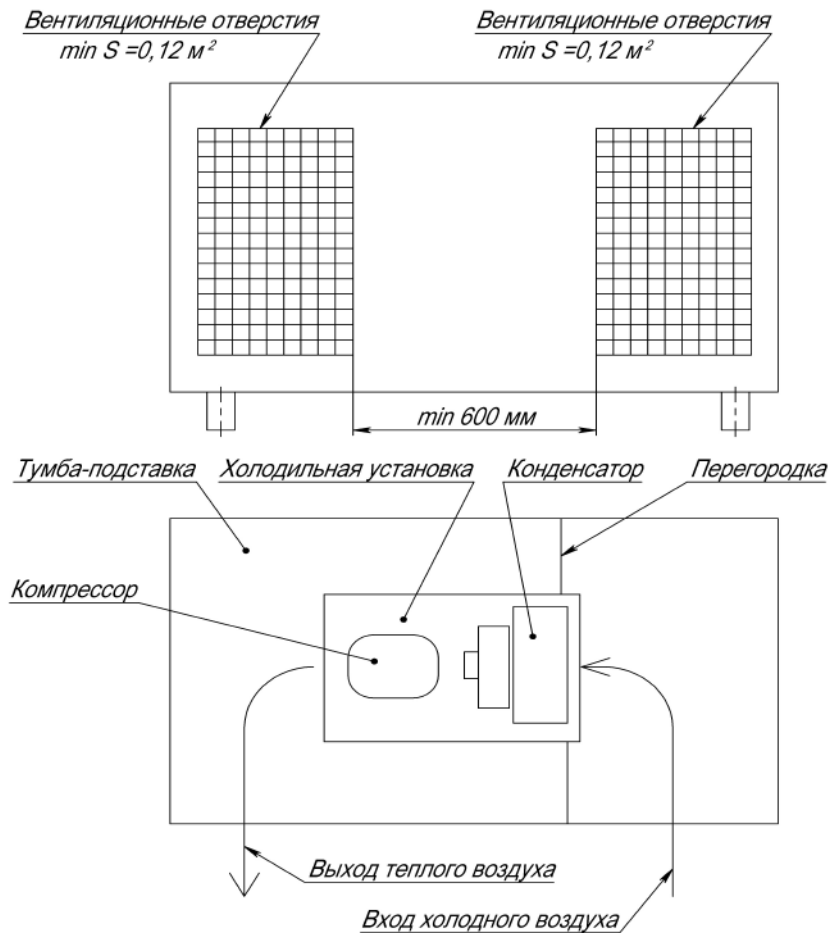 Вентиляционные отверстия
min S =0,12 м²
Вентиляционные отверстия
min S =0,12 м²
min 600 мм
Тумба-подставка
Холодильная установка
Конденсатор
Перегородка
Компрессор
Выход теплого воздуха
Вход холодного воздуха